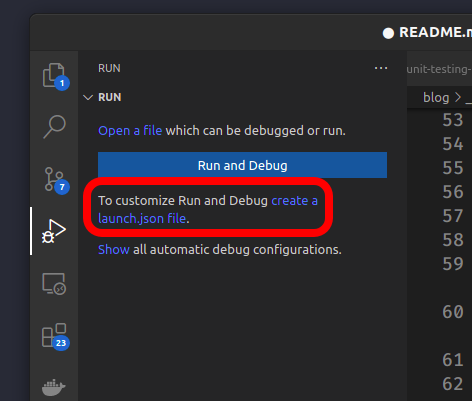 ● README.m
RUN ···
unit-testing-
RUN
blog > _
1
Open a file which can be debugged or run.
Run and Debug
7
To customize Run and Debug create a
launch.json file.
Show all automatic debug configurations.
23
53
54
55
56
57
58
59
60
61
62